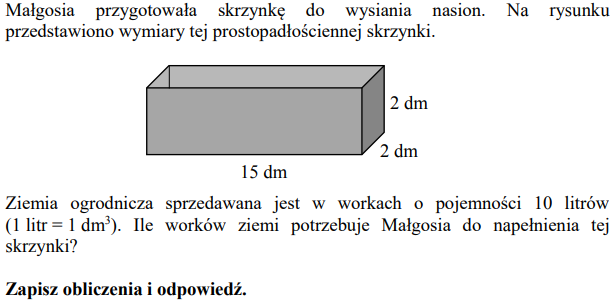 Małgosia przygotowała skrzynkę do wysiania nasion. Na rysunku
przedstawiono wymiary tej prostopadłościennej skrzynki.
2 dm
2 dm
15 dm
Ziemia ogrodnicza sprzedawana jest w workach o pojemności 10 litrów
(1 litr = 1 dm³). Ile worków ziemi potrzebuje Małgosia do napełnienia tej
skrzynki?
Zapisz obliczenia i odpowiedź.